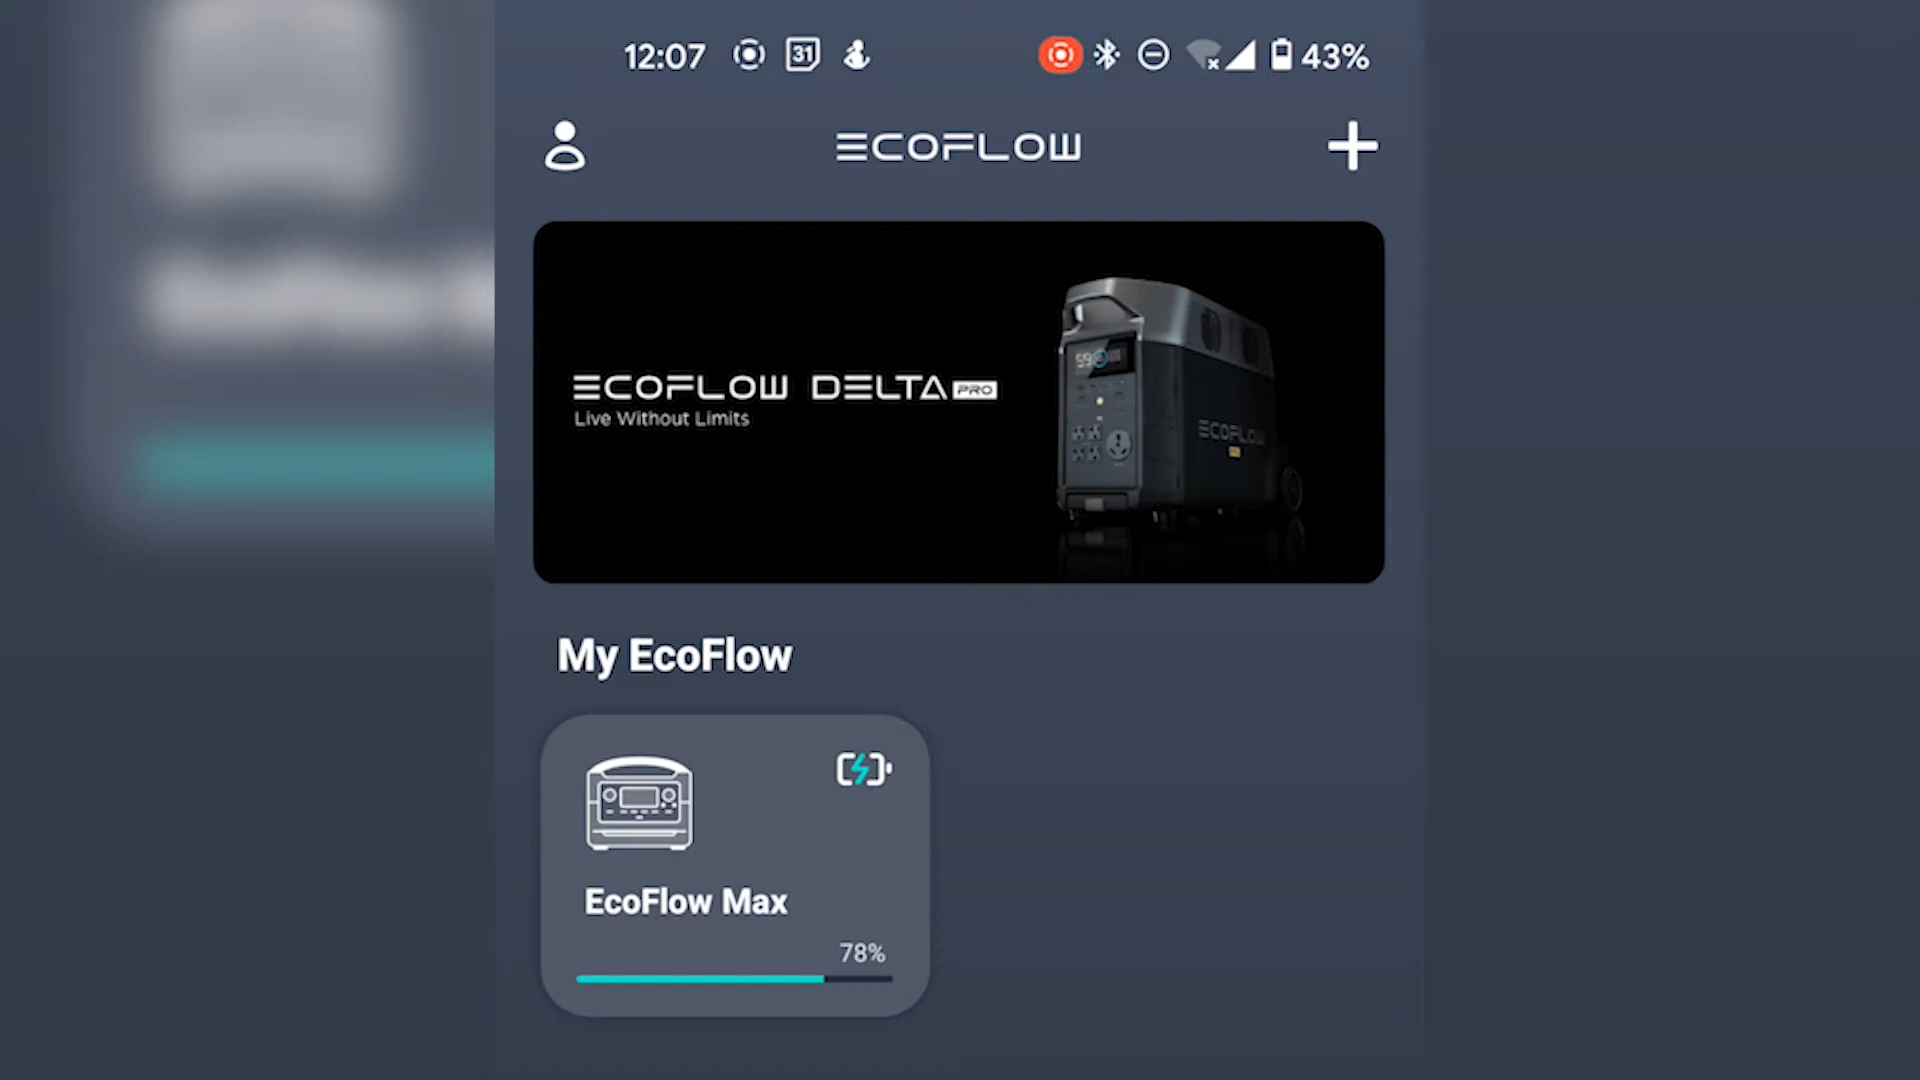 12:07 31 43%
ECOFLOW
ECOFLOW DELTA PRO
Live Without Limits
ECOFLOW
My EcoFlow
EcoFlow Max
78%